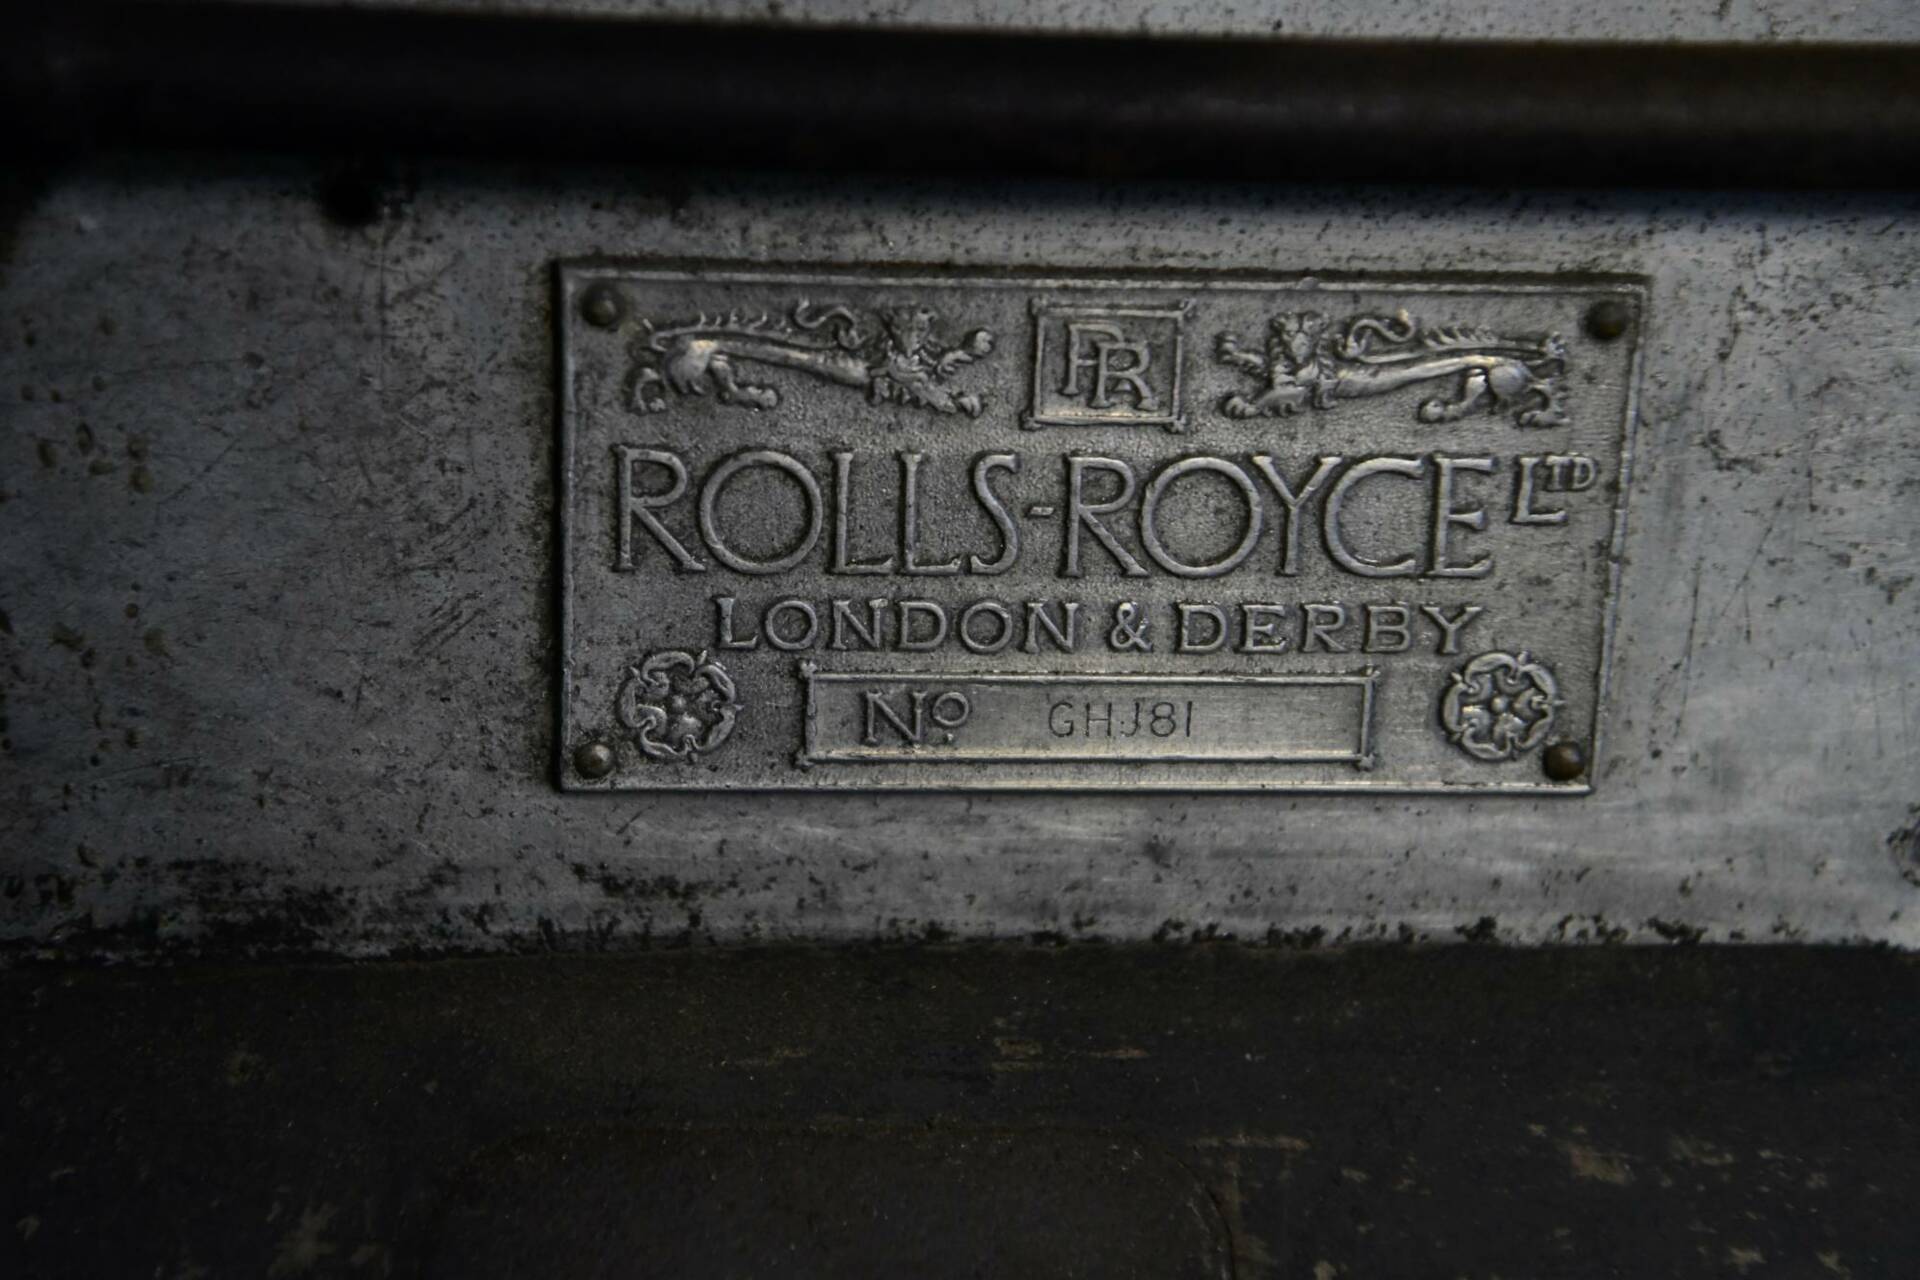 RR
ROLLS-ROYCE LTD
LONDON & DERBY
No GHJ81